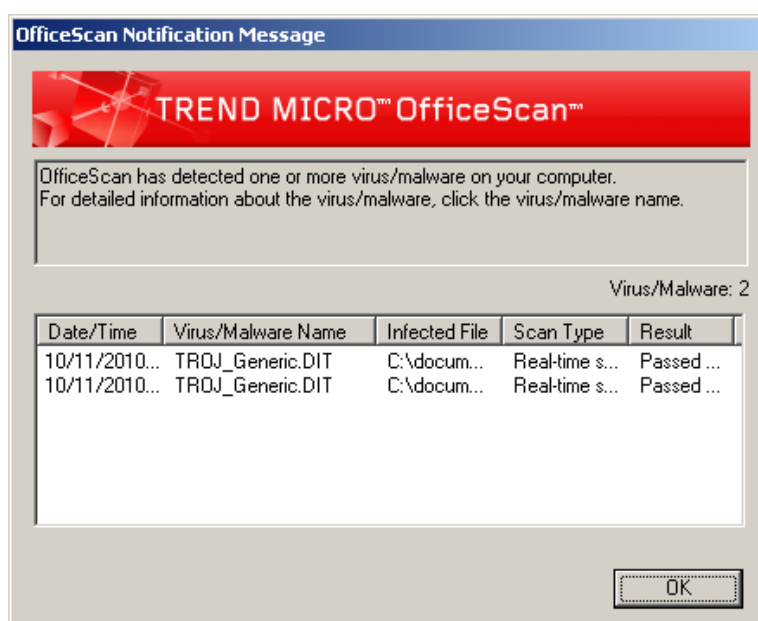 OfficeScan Notification Message
TREND MICRO™ OfficeScan™
OfficeScan has detected one or more virus/malware on your computer.
For detailed information about the virus/malware, click the virus/malware name.
Virus/Malware: 2
Date/Time Virus/Malware Name Infected File Scan Type Result
10/11/2010... TROJ_Generic.DIT C:\docum... Real-time s... Passed ...
10/11/2010... TROJ_Generic.DIT C:\docum... Real-time s... Passed ...
OK